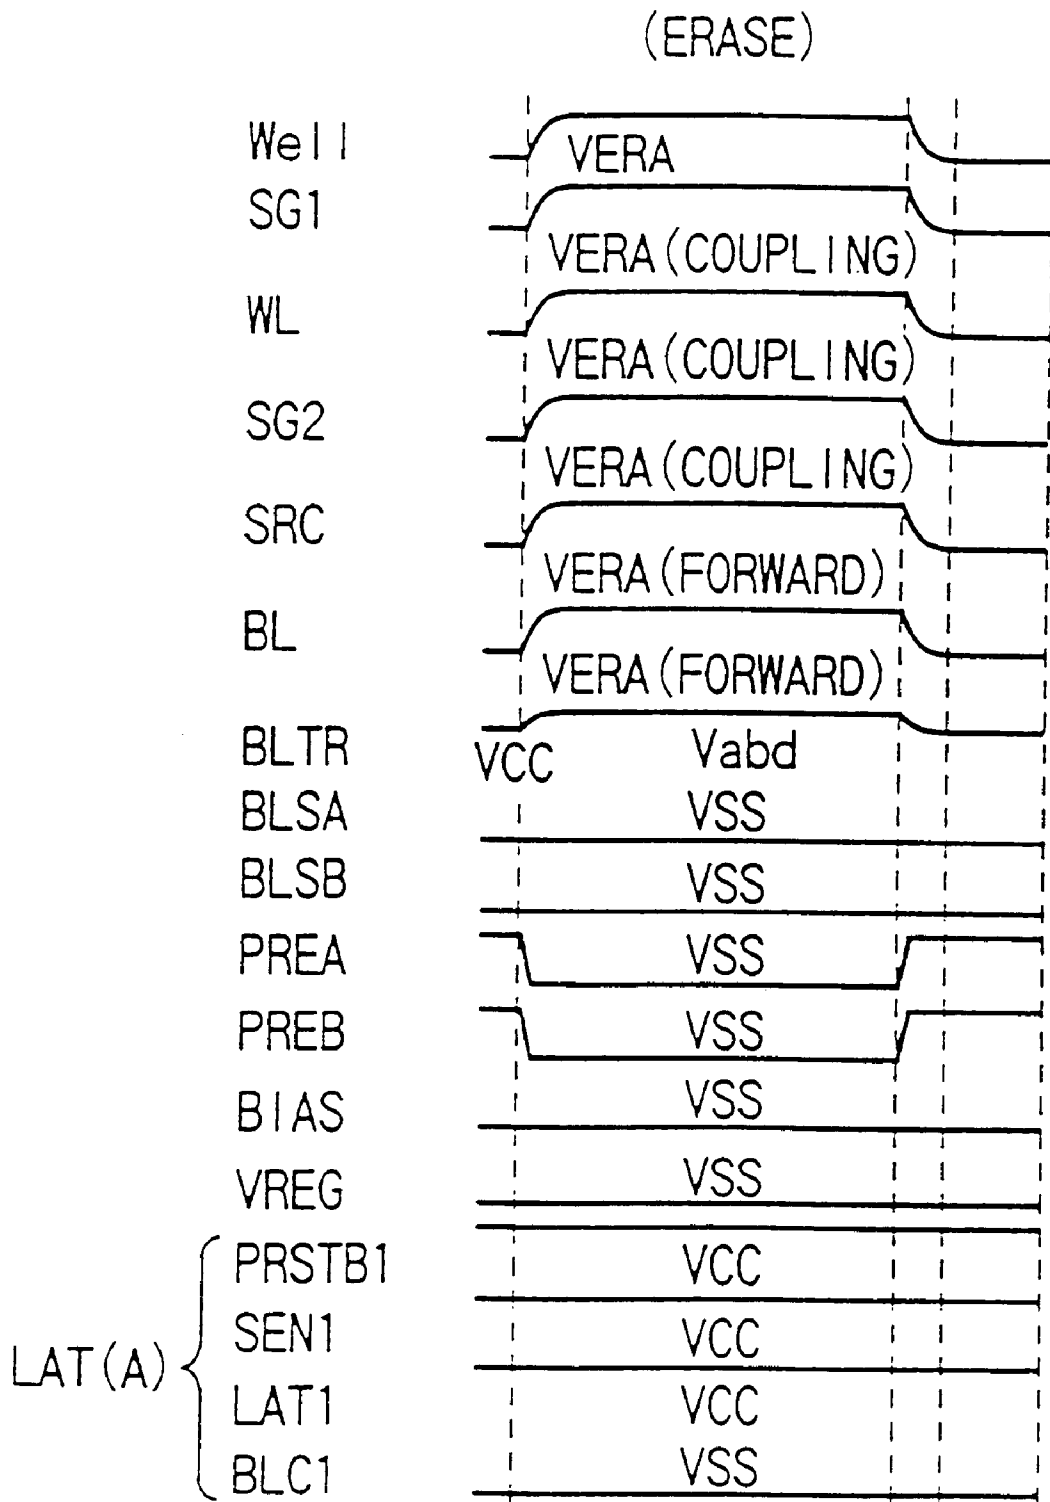 (ERASE)
Well VERA
SG1
VERA(COUPLING)
WL
VERA(COUPLING)
SG2
VERA(COUPLING)
SRC
VERA(FORWARD)
BL
VERA(FORWARD)
BLTR VCC Vabd
BLSA VSS
BLSB VSS
PREA VSS
PREB VSS
BIAS VSS
VREG VSS
PRSTB1 VCC
SEN1 VCC
LAT(A)
LAT1 VCC
BLC1 VSS